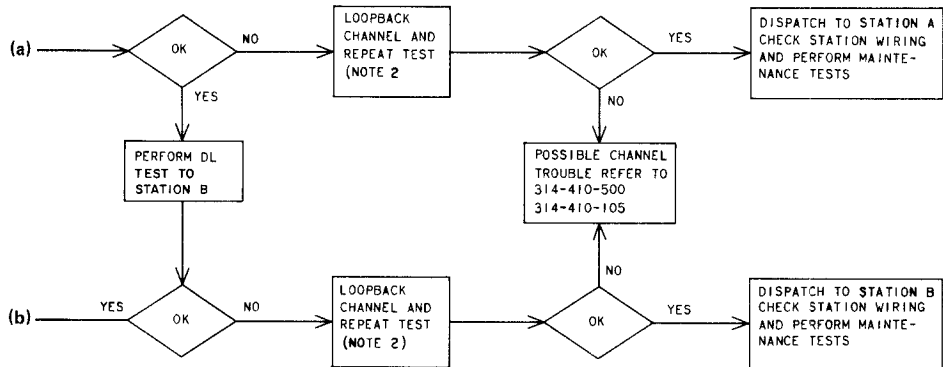 (a)
OK
NO
LOOPBACK
CHANNEL AND
REPEAT TEST
(NOTE 2
OK
YES
DISPATCH TO STATION A
CHECK STATION WIRING
AND PERFORM MAINTE-
NANCE TESTS
YES
NO
PERFORM DL
TEST TO
STATION B
POSSIBLE CHANNEL
TROUBLE REFER TO
314-410-500
314-410-105
NO
(b)
YES
OK
NO
LOOPBACK
CHANNEL AND
REPEAT TEST
(NOTE 2)
OK
YES
DISPATCH TO STATION B
CHECK STATION WIRING
AND PERFORM MAINTE-
NANCE TESTS